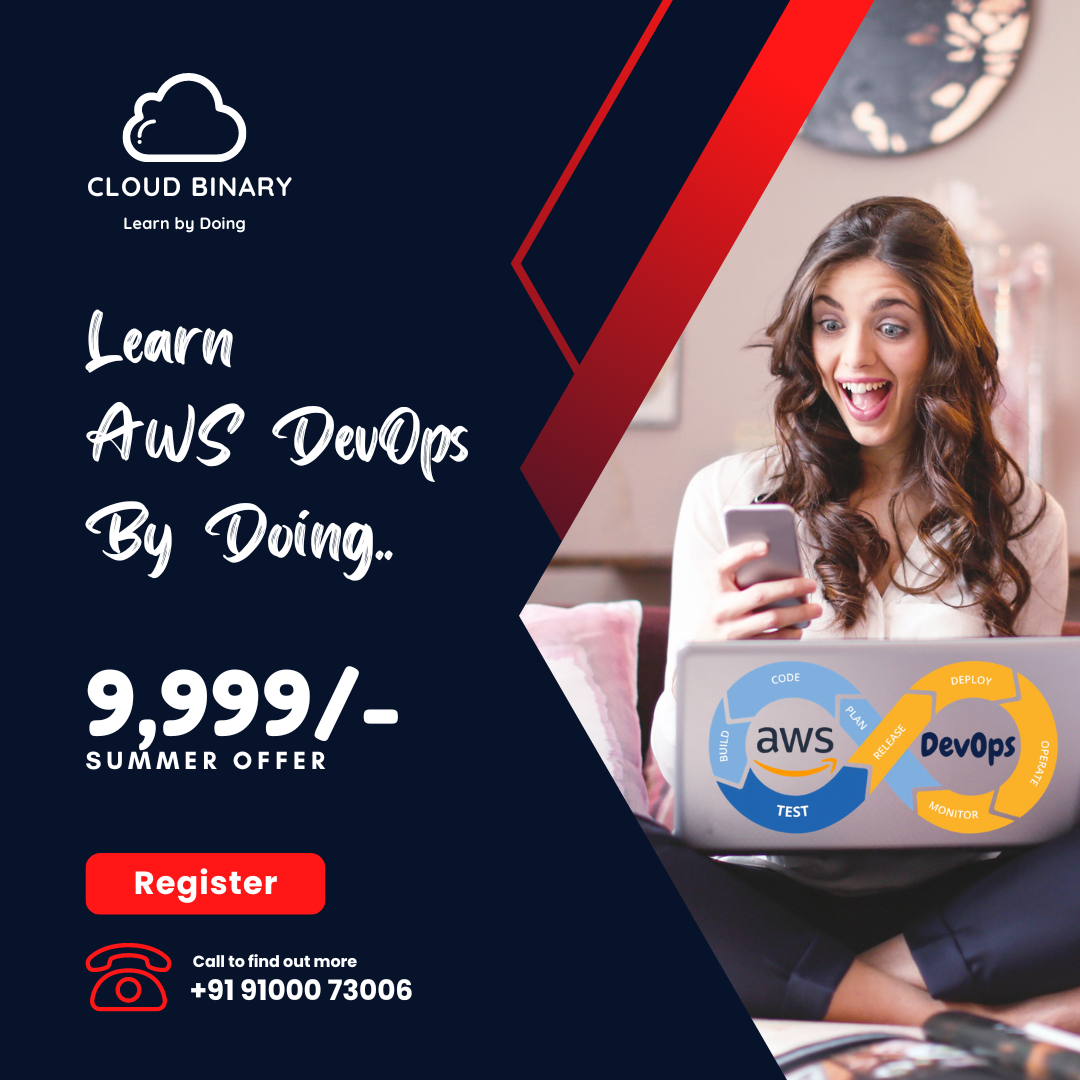 CLOUD BINARY
Learn by Doing
Learn
AWS DevOps
By Doing..
9,999/-
SUMMER OFFER
Register
Call to find out more
+91 91000 73006
CODE
BUILD
PLAN
TEST
aws
RELEASE
DEPLOY
OPERATE
MONITOR
DevOps